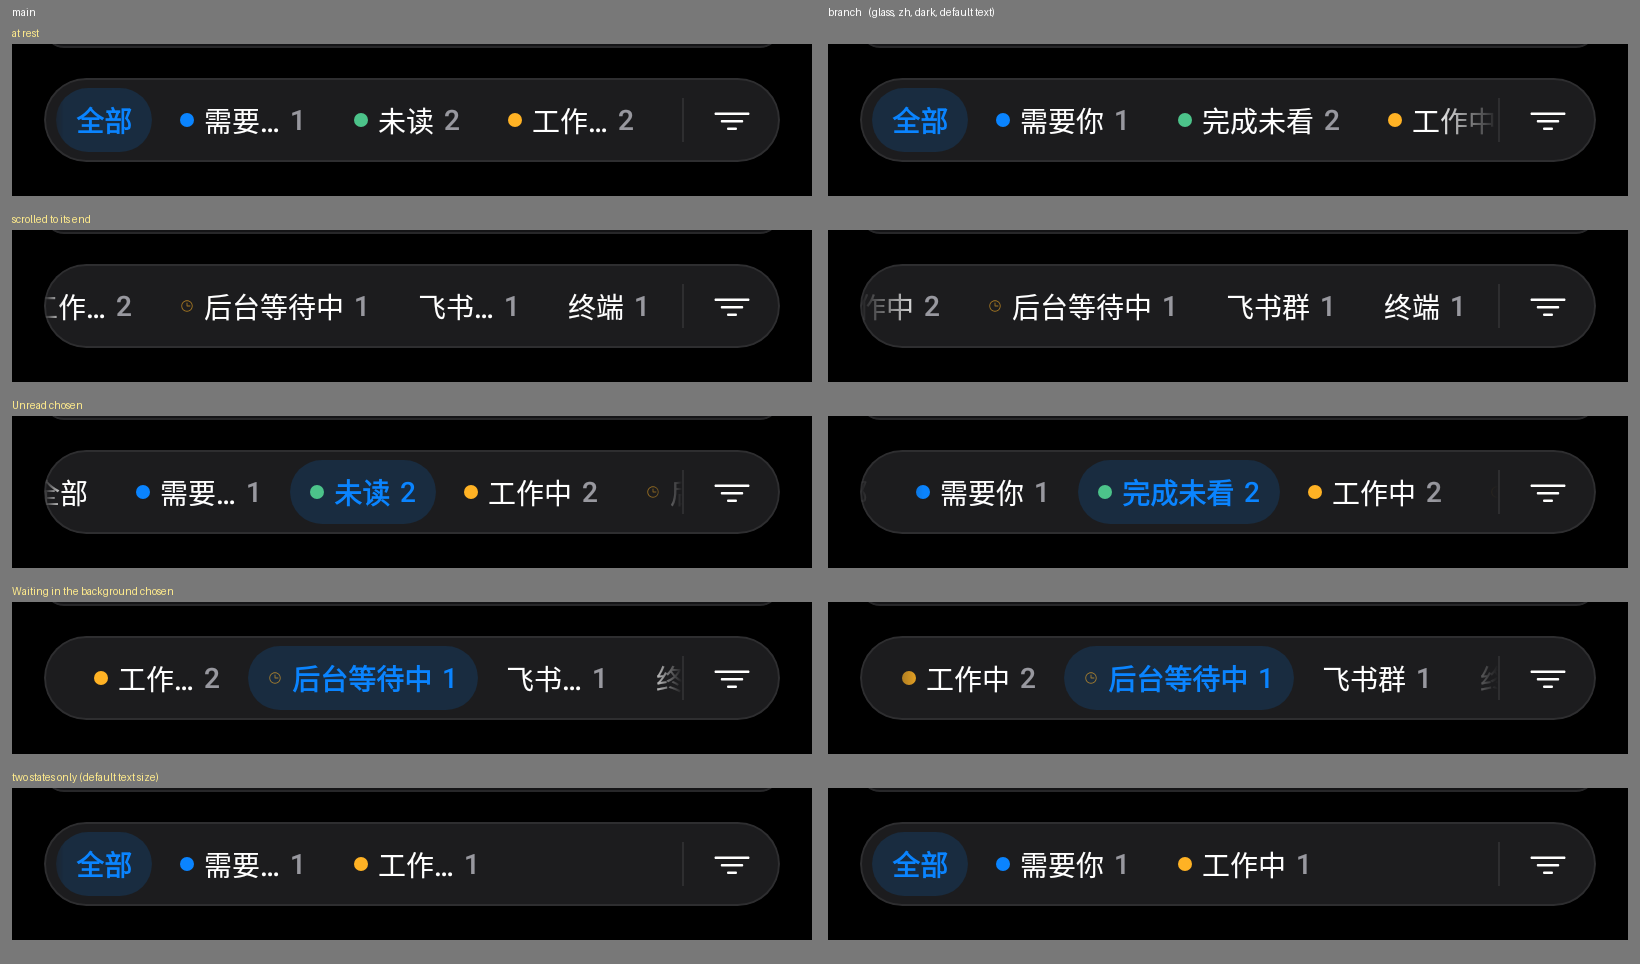 main
branch (glass, zh, dark, default text)
at rest
全部 需要... 1 未读 2 工作... 2
全部 需要你 1 完成未看 2 工作中
scrolled to its end
作... 2 后台等待中 1 飞书... 1 终端 1
作中 2 后台等待中 1 飞书群 1 终端 1
Unread chosen
全部 需要... 1 未读 2 工作中 2
需要你 1 完成未看 2 工作中 2
Waiting in the background chosen
工作... 2 后台等待中 1 飞书... 1 终
工作中 2 后台等待中 1 飞书群 1
two states only (default text size)
全部 需要... 1 工作... 1
全部 需要你 1 工作中 1